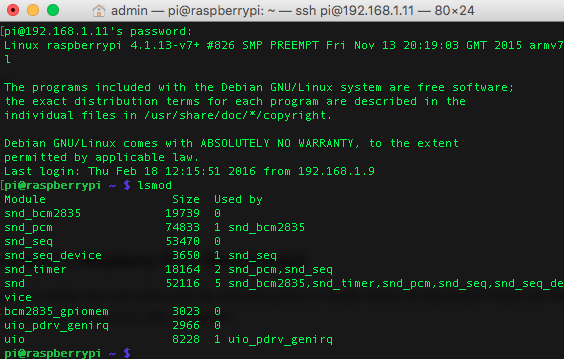 admin — pi@raspberrypi: ~ — ssh pi@192.168.1.11 — 80×24
[pi@192.168.1.11's password:
Linux raspberrypi 4.1.13-v7+ #826 SMP PREEMPT Fri Nov 13 20:19:03 GMT 2015 armv7
l

The programs included with the Debian GNU/Linux system are free software;
the exact distribution terms for each program are described in the
individual files in /usr/share/doc/*/copyright.

Debian GNU/Linux comes with ABSOLUTELY NO WARRANTY, to the extent
permitted by applicable law.
Last login: Thu Feb 18 12:15:51 2016 from 192.168.1.9
[pi@raspberrypi ~ $ lsmod
Module                  Size  Used by
snd_bcm2835            19739  0
snd_pcm                74833  1 snd_bcm2835
snd_seq                53470  0
snd_seq_device          3650  1 snd_seq
snd_timer              18164  2 snd_pcm,snd_seq
snd                    52116  5 snd_bcm2835,snd_timer,snd_pcm,snd_seq,snd_seq_de
vice
bcm2835_gpiomem         3023  0
uio_pdrv_genirq         2966  0
uio                     8228  1 uio_pdrv_genirq
pi@raspberrypi ~ $